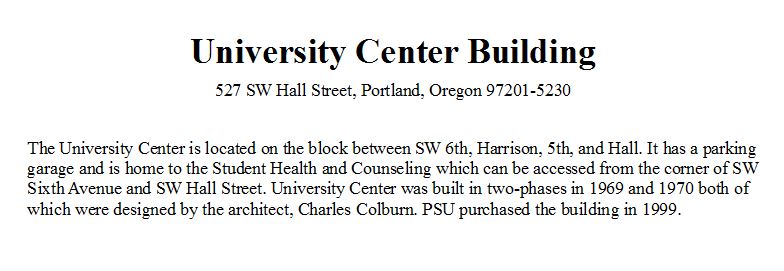 University Center Building
527 SW Hall Street, Portland, Oregon 97201-5230
The University Center is located on the block between SW 6th, Harrison, 5th, and Hall. It has a parking
garage and is home to the Student Health and Counseling which can be accessed from the corner of SW
Sixth Avenue and SW Hall Street. University Center was built in two-phases in 1969 and 1970 both of
which were designed by the architect, Charles Colburn. PSU purchased the building in 1999.